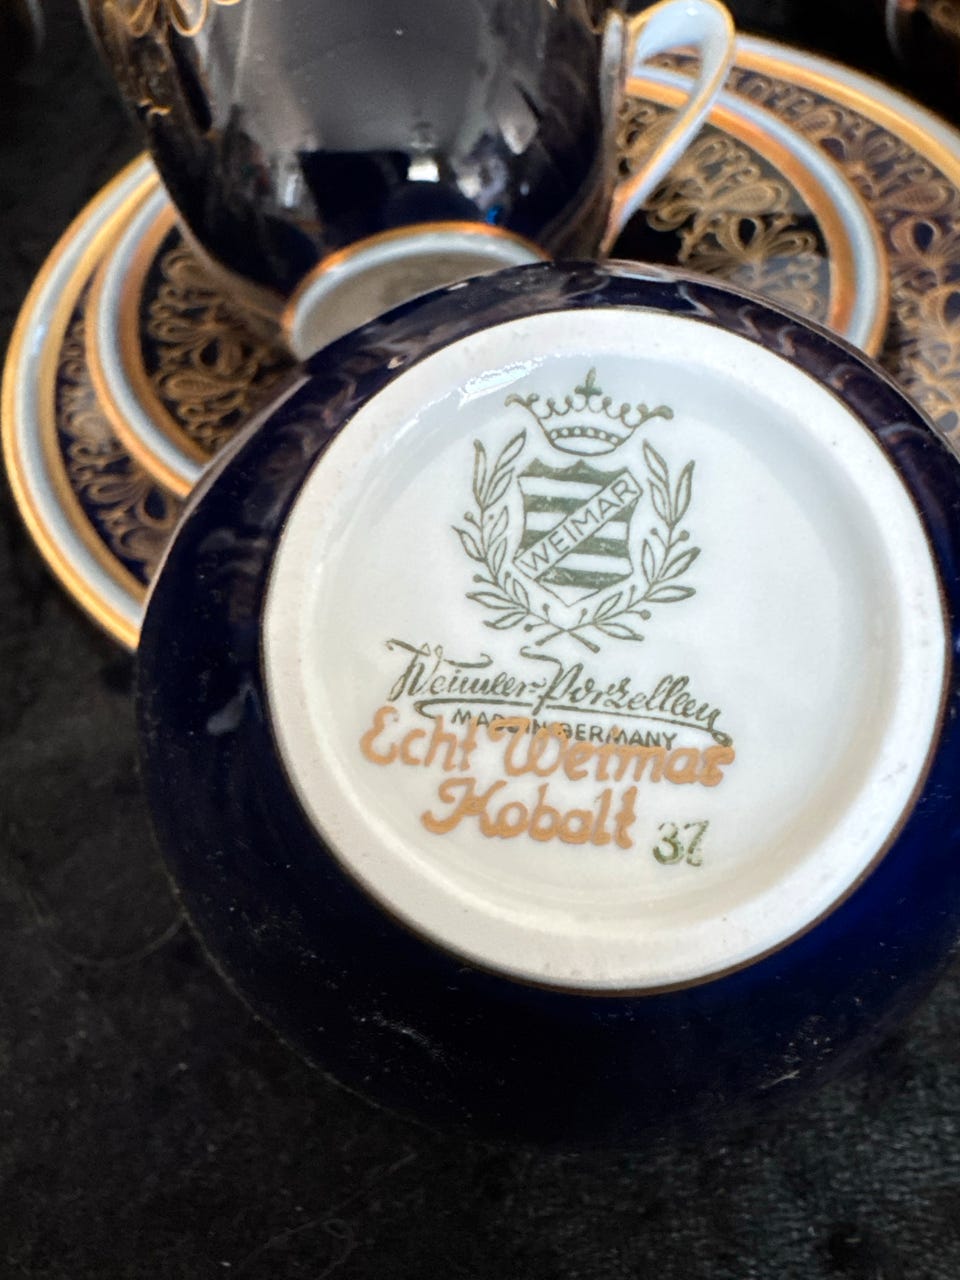 WEIMAR
Weimar-Porzellan
MADE IN GERMANY
Echt Weimar
Kobalt
37